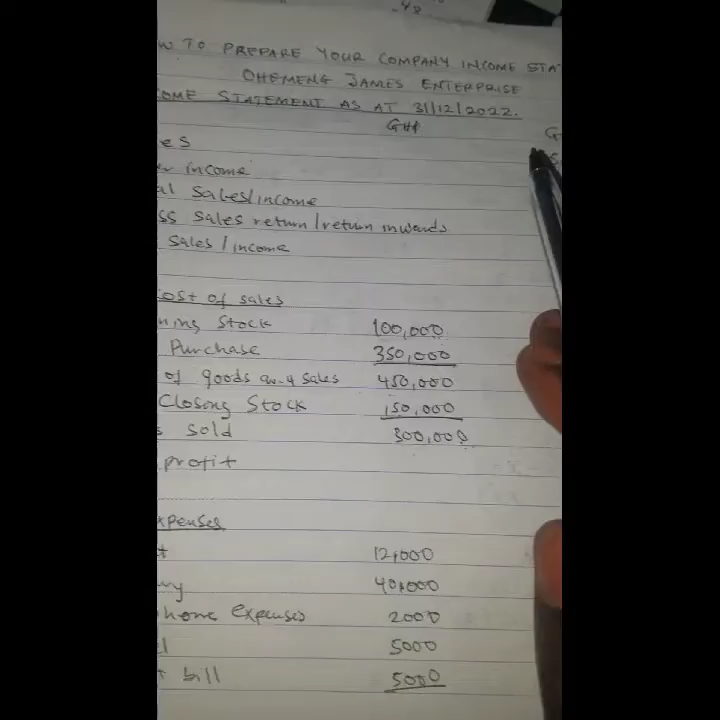 W TO PREPARE YOUR COMPANY INCOME STA
OHEMENG JAMES ENTERPRISE
OME STATEMENT AS AT 31/12/2022.
GH¢ G
es
r income
al Sales/income
ss Sales return/return inwards
Sales/income
Cost of sales
ning Stock 100,000
Purchase 350,000
of goods av. 4 Sales 450,000
Closing Stock 150,000
s sold 300,000
profit
xpenses
t 12,000
ry 40,000
hone Expenses 2000
l 5000
t bill 5000